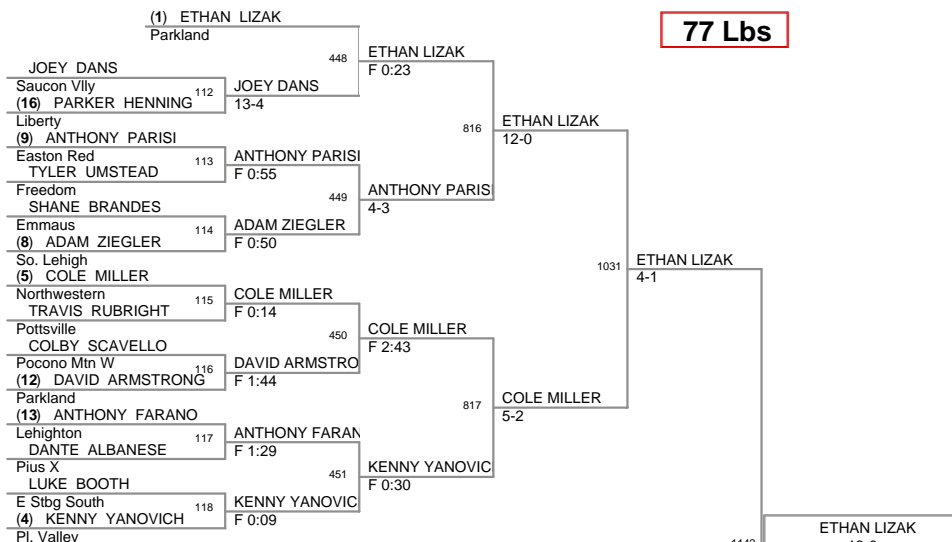 (1) ETHAN LIZAK
Parkland
77 Lbs
448
ETHAN LIZAK
F 0:23
JOEY DANS
Saucon Vlly
112
JOEY DANS
(16) PARKER HENNING
13-4
Liberty
816
ETHAN LIZAK
12-0
(9) ANTHONY PARISI
Easton Red
113
ANTHONY PARISI
TYLER UMSTEAD
F 0:55
Freedom
449
ANTHONY PARISI
4-3
SHANE BRANDES
Emmaus
114
ADAM ZIEGLER
(8) ADAM ZIEGLER
F 0:50
So. Lehigh
1031
ETHAN LIZAK
4-1
(5) COLE MILLER
Northwestern
115
COLE MILLER
TRAVIS RUBRIGHT
F 0:14
Pottsville
450
COLE MILLER
F 2:43
COLBY SCAVELLO
Pocono Mtn W
116
DAVID ARMSTRO
(12) DAVID ARMSTRONG
F 1:44
Parkland
817
COLE MILLER
5-2
(13) ANTHONY FARANO
Lehighton
117
ANTHONY FARAN
DANTE ALBANESE
F 1:29
Pius X
451
KENNY YANOVIC
F 0:30
LUKE BOOTH
E Stbg South
118
KENNY YANOVIC
(4) KENNY YANOVICH
F 0:09
Pl. Valley
ETHAN LIZAK